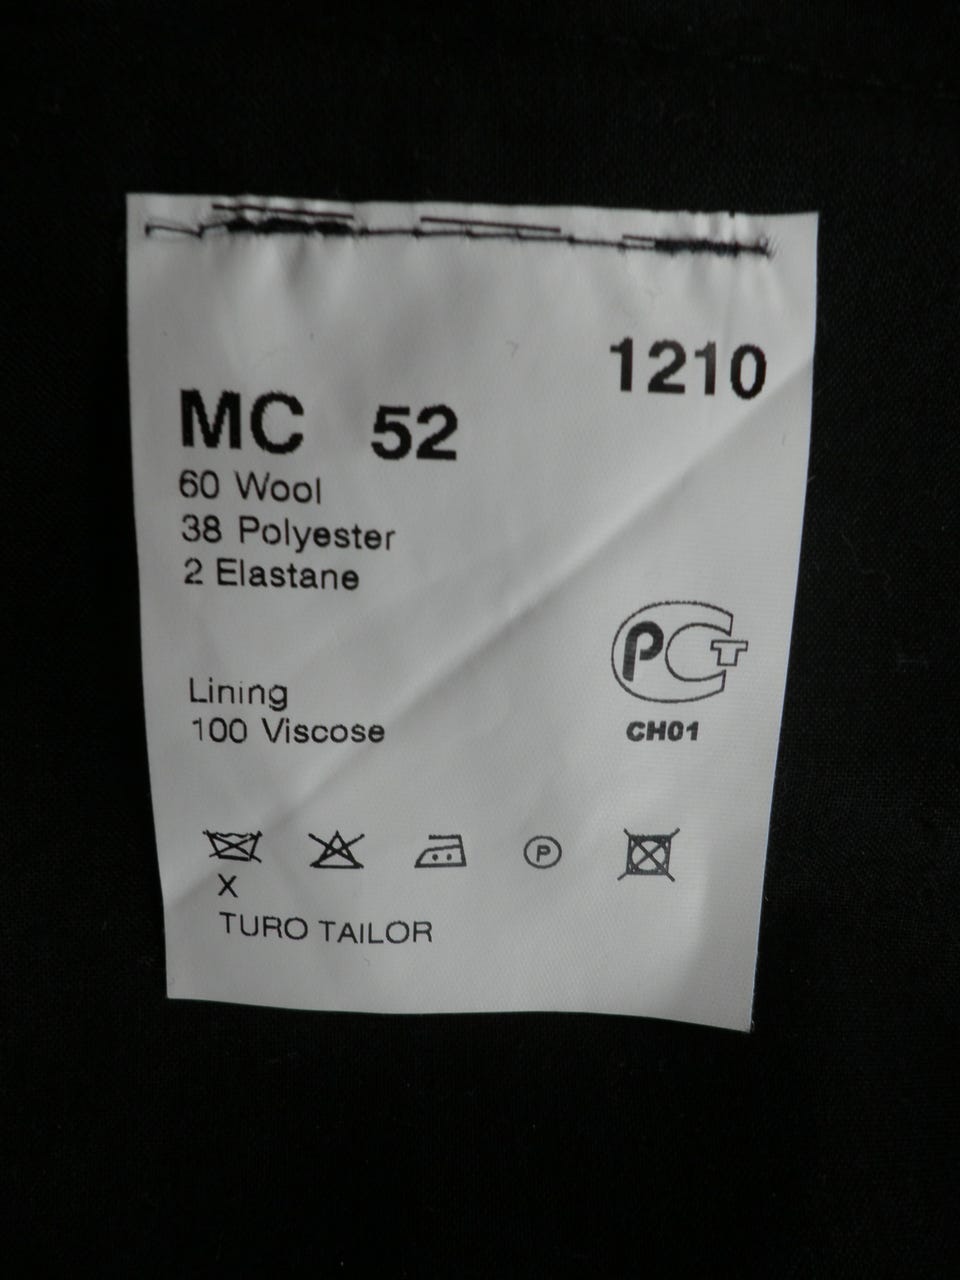 1210
MC 52
60 Wool
38 Polyester
2 Elastane
Lining
100 Viscose
PCT
CH01
P
X
TURO TAILOR